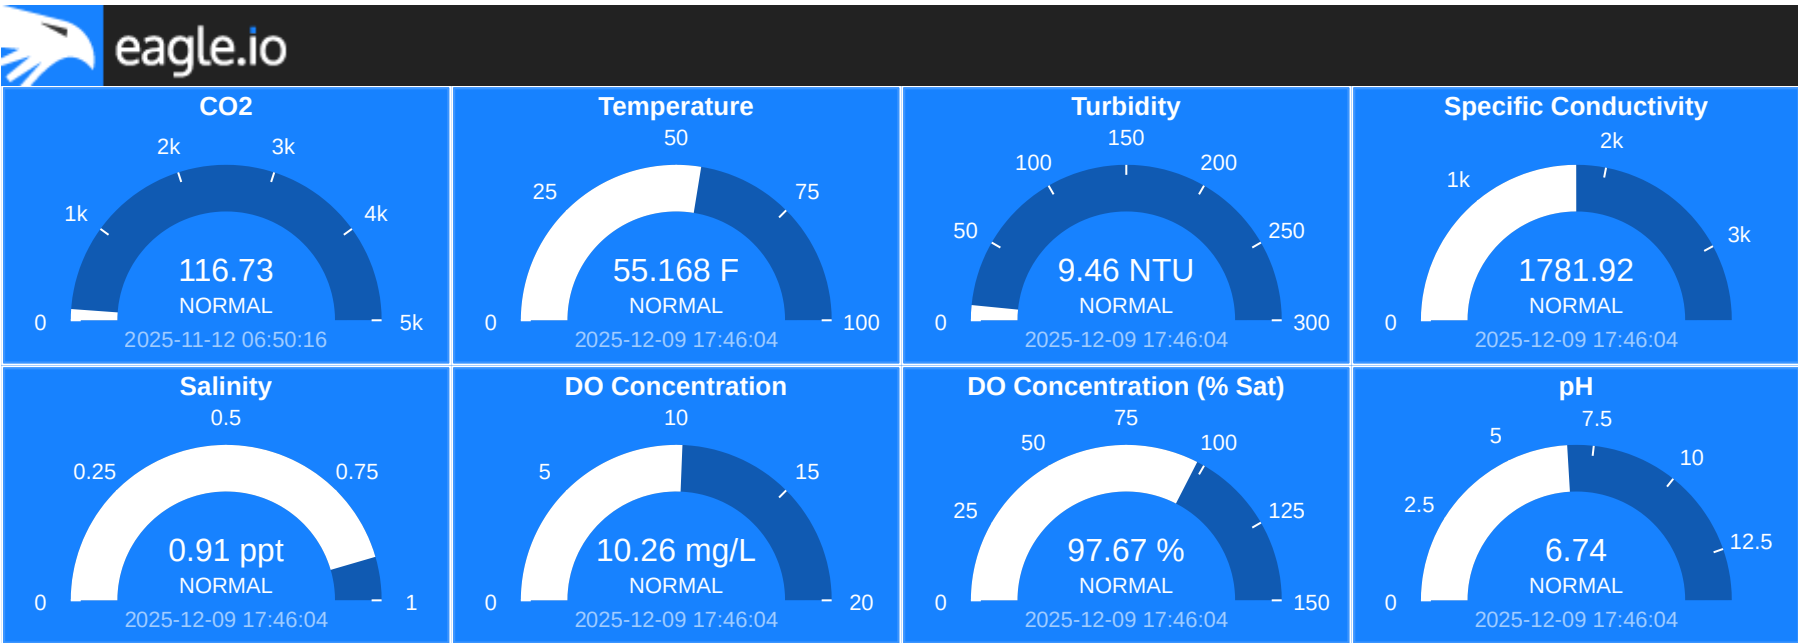 eagle.io
CO2
2k
3k
1k
4k
116.73
NORMAL
0
5k
2025-11-12 06:50:16
Temperature
50
25
75
55.168 F
NORMAL
0
100
2025-12-09 17:46:04
Turbidity
150
100
200
50
250
9.46 NTU
NORMAL
0
300
2025-12-09 17:46:04
Specific Conductivity
2k
1k
3k
1781.92
NORMAL
0
2025-12-09 17:46:04
Salinity
0.5
0.25
0.75
0.91 ppt
NORMAL
0
1
2025-12-09 17:46:04
DO Concentration
10
5
15
10.26 mg/L
NORMAL
0
20
2025-12-09 17:46:04
DO Concentration (% Sat)
75
50
100
25
125
97.67 %
NORMAL
0
150
2025-12-09 17:46:04
pH
7.5
5
10
2.5
12.5
6.74
NORMAL
0
2025-12-09 17:46:04